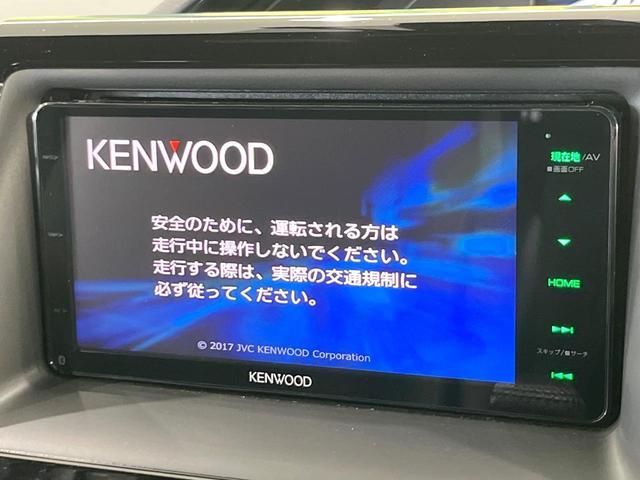 KENWOOD
安全のために、運転される方は
走行中に操作しないでください。
走行する際は、実際の交通規制に
必ず従ってください。
© 2017 JVC KENWOOD Corporation
KENWOOD
現在地/AV
■画面OFF
HOME
スキップ/■サーチ